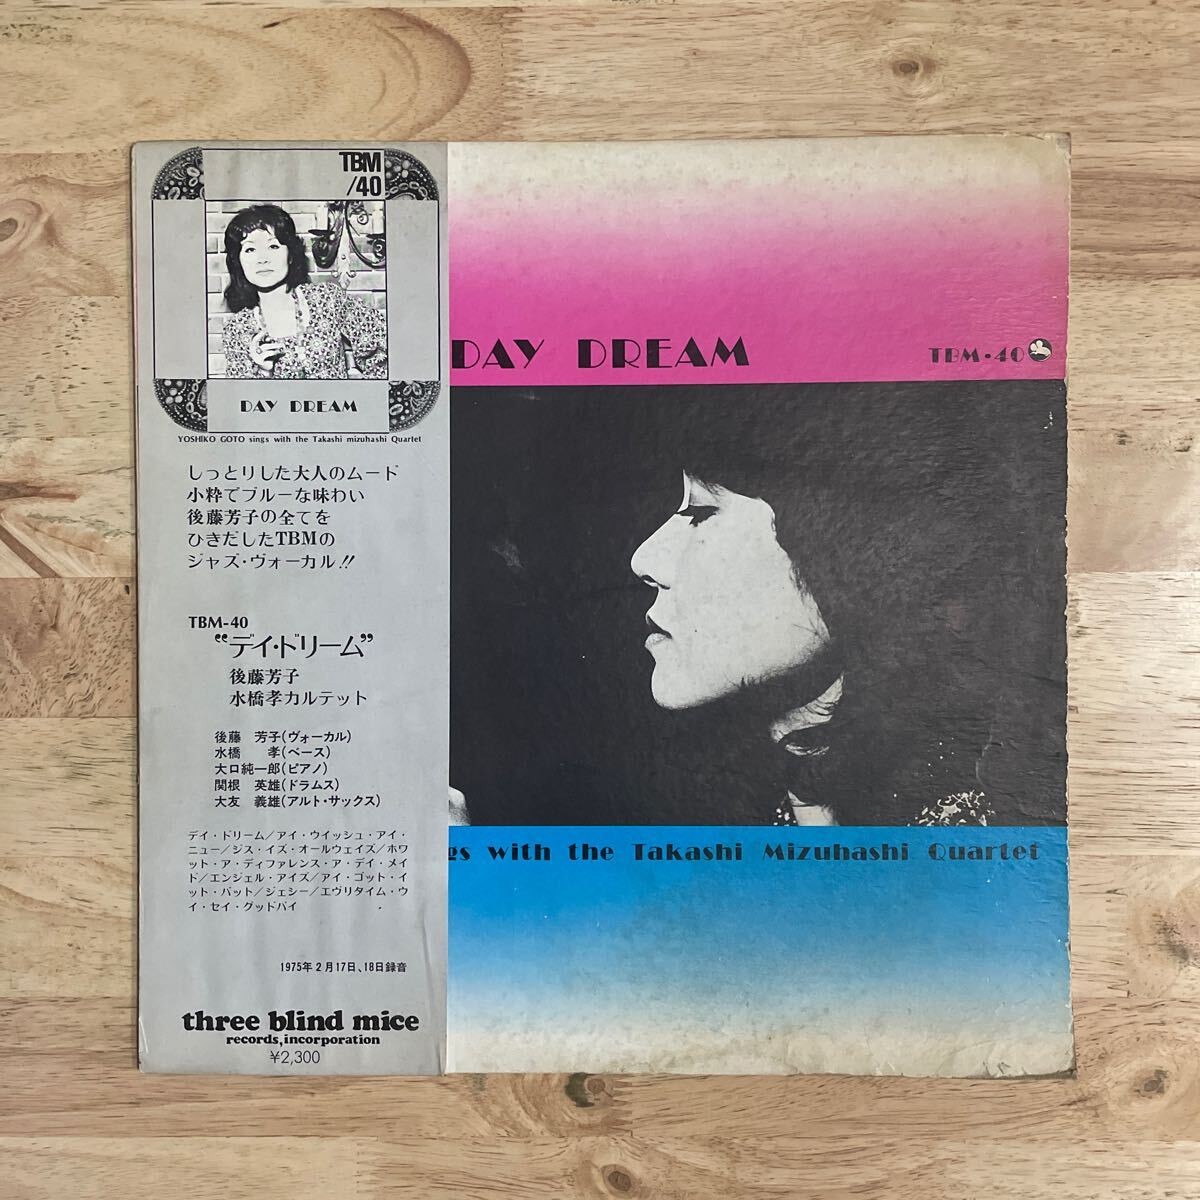 TBM
/40
DAY DREAM
YOSHIKO GOTO sings with the Takashi mizuhashi Quartet
しっとりした大人のムード
小粋でブルーな味わい
後藤芳子の全てを
ひきだしたTBMの
ジャズ・ヴォーカル!!
TBM-40
“デイ・ドリーム”
後藤芳子
水橋孝カルテット
後藤 芳子(ヴォーカル)
水橋 孝(ベース)
大口純一郎(ピアノ)
関根 英雄(ドラムス)
大友 義雄(アルト・サックス)
デイ・ドリーム/アイ・ウイッシュ・アイ・
ニュー/ジス・イズ・オールウェイズ/ホワ
ット・ア・ディファレンス・ア・デイ・メイ
ド/エンジェル・アイズ/アイ・ゴット・イ
ット・バット/ジェシー/エヴリタイム・ウ
イ・セイ・グッドバイ
1975年2月17日、18日録音
three blind mice
records, incorporation
¥2,300
DAY DREAM
TBM・40
gs with the Takashi Mizuhashi Quartet